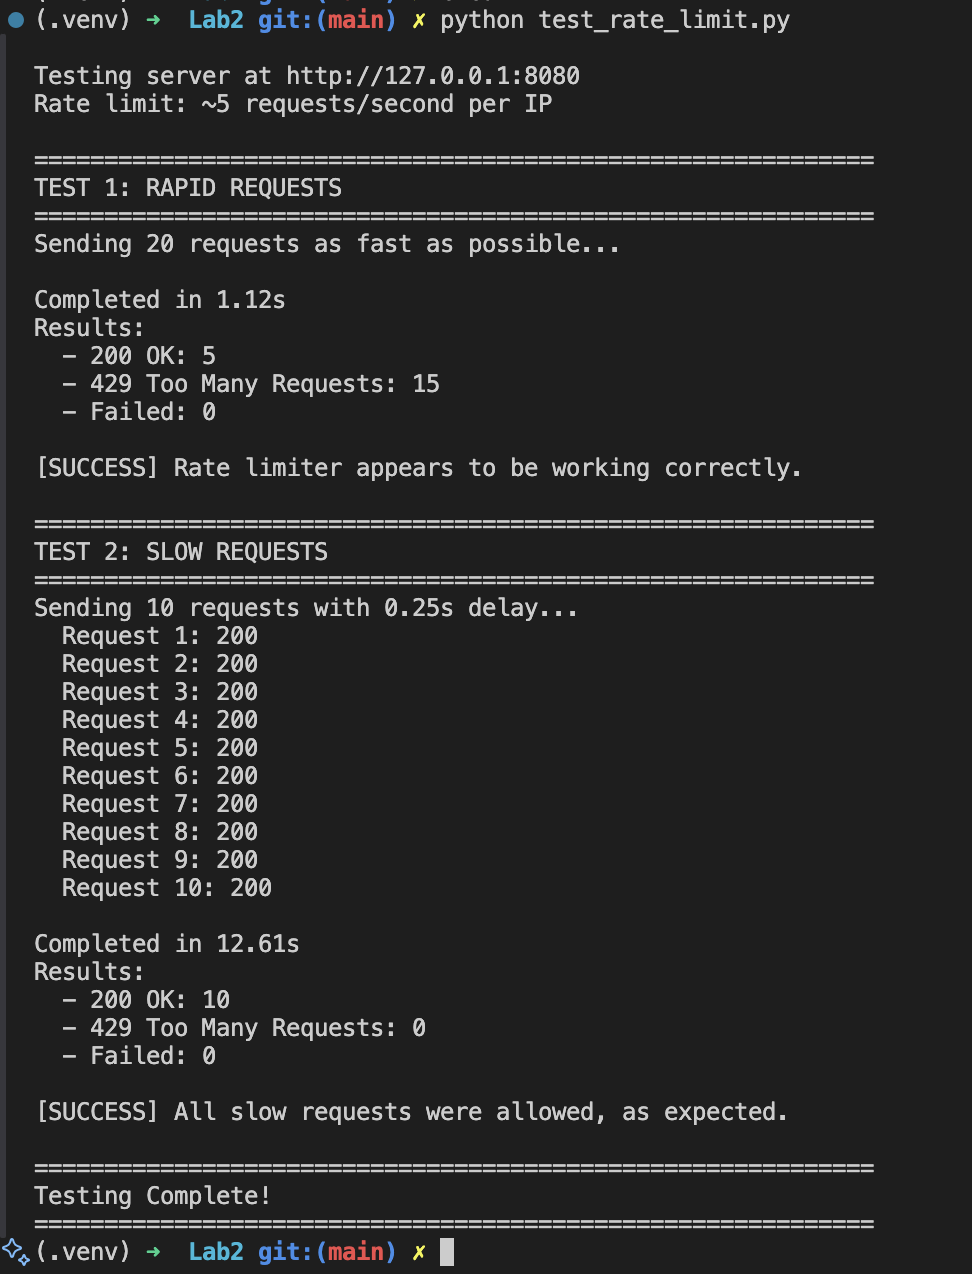 (.venv) ➜ Lab2 git:(main) ✗ python test_rate_limit.py
Testing server at http://127.0.0.1:8080
Rate limit: ~5 requests/second per IP
============================================================
TEST 1: RAPID REQUESTS
============================================================
Sending 20 requests as fast as possible...
Completed in 1.12s
Results:
– 200 OK: 5
– 429 Too Many Requests: 15
– Failed: 0
[SUCCESS] Rate limiter appears to be working correctly.
============================================================
TEST 2: SLOW REQUESTS
============================================================
Sending 10 requests with 0.25s delay...
Request 1: 200
Request 2: 200
Request 3: 200
Request 4: 200
Request 5: 200
Request 6: 200
Request 7: 200
Request 8: 200
Request 9: 200
Request 10: 200
Completed in 12.61s
Results:
– 200 OK: 10
– 429 Too Many Requests: 0
– Failed: 0
[SUCCESS] All slow requests were allowed, as expected.
============================================================
Testing Complete!
============================================================
(.venv) ➜ Lab2 git:(main) ✗